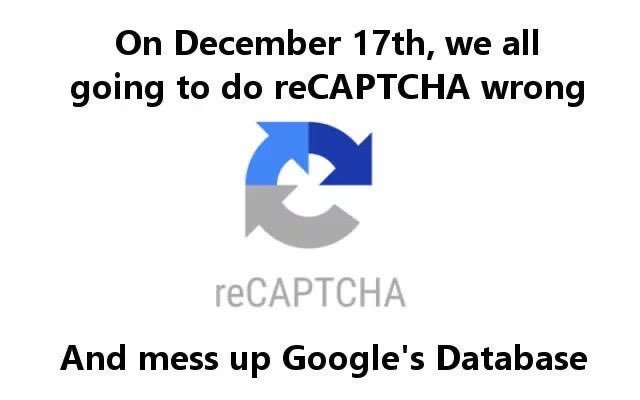 On December 17th, we all
going to do reCAPTCHA wrong
reCAPTCHA
And mess up Google's Database